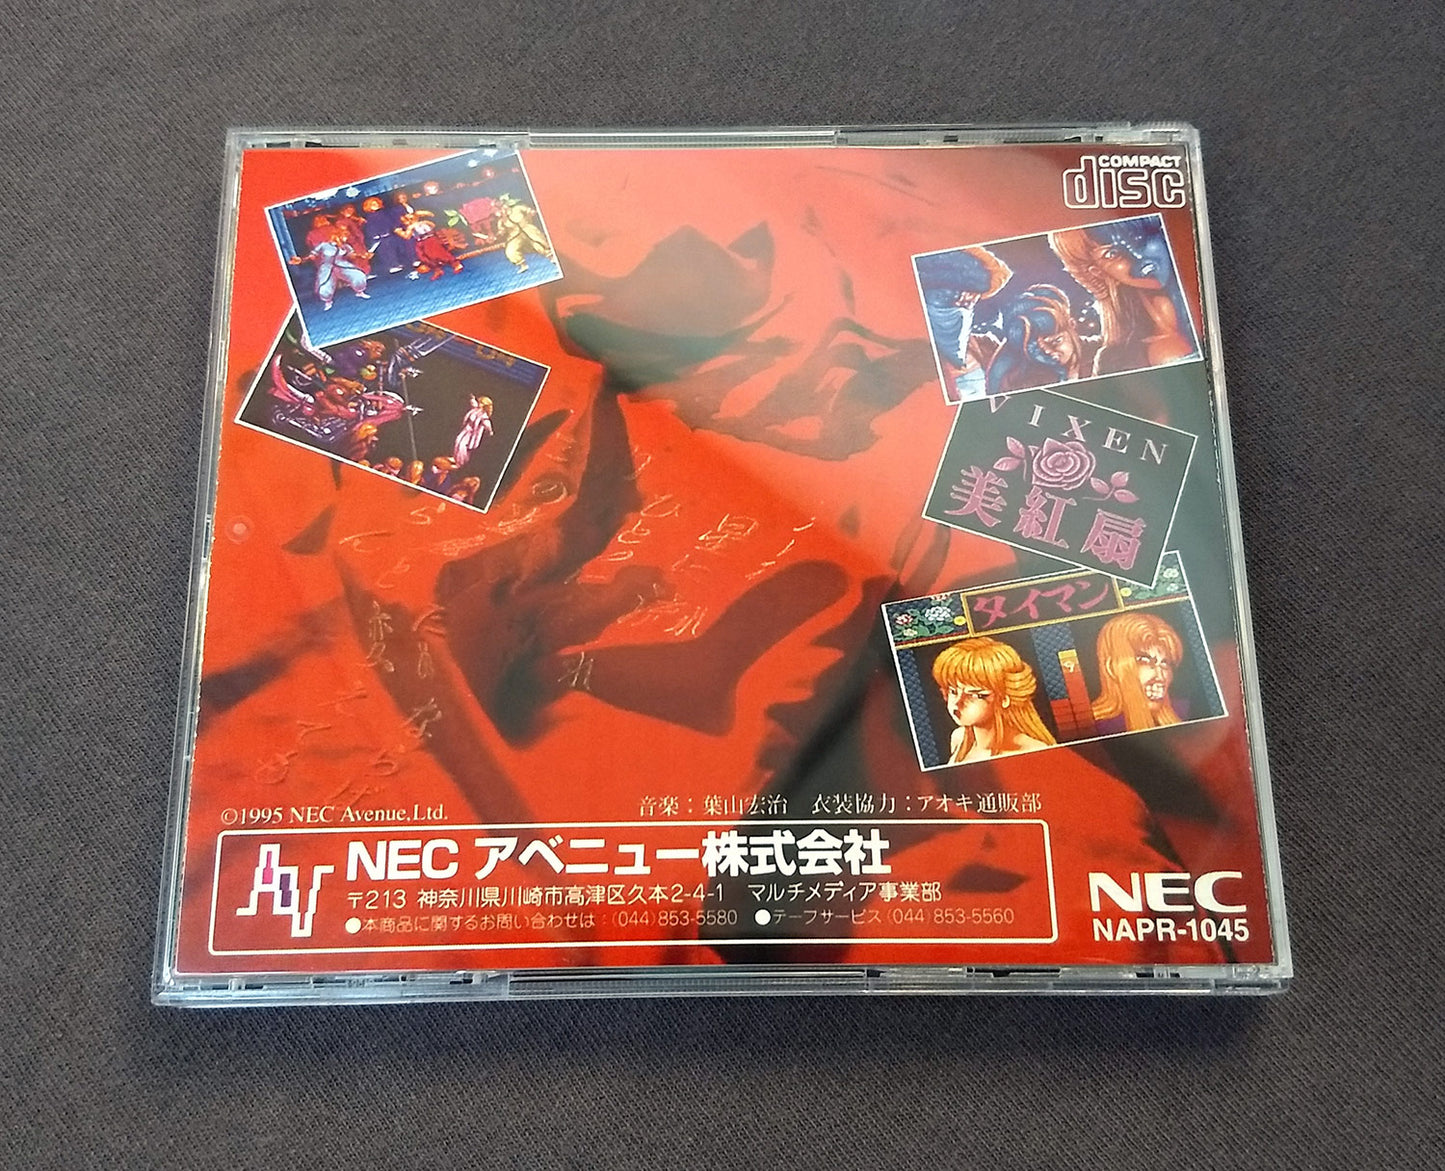 COMPACT
disc
VIXEN
美紅扇
タイマン
©1995 NEC Avenue,Ltd.
音楽：葉山宏治 衣装協力：アオキ通販部
NEC アベニュー株式会社
〒213 神奈川県川崎市高津区久本2-4-1 マルチメディア事業部
●本商品に関するお問い合わせは：(044)853-5580 ●テープサービス(044)853-5560
NEC
NAPR-1045